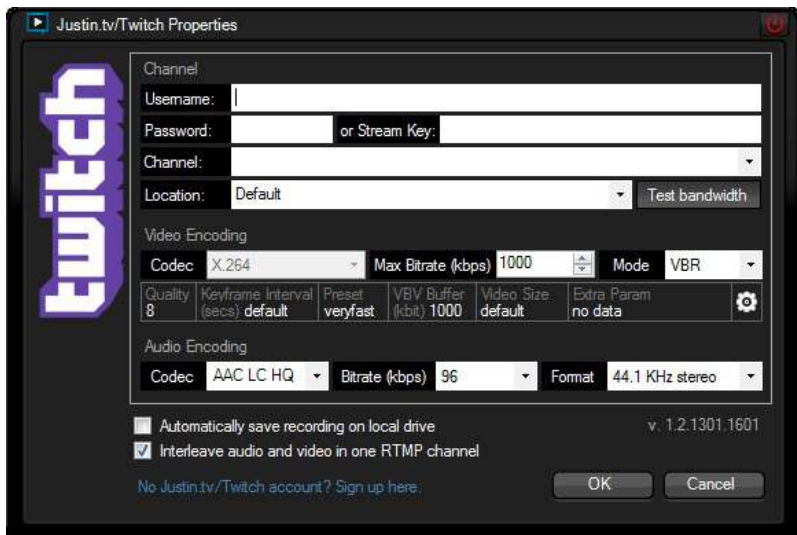 Justin.tv/Twitch Properties
twitch
Channel
Username:
Password: or Stream Key:
Channel:
Location: Default Test bandwidth
Video Encoding
Codec X.264 Max Bitrate (kbps) 1000 Mode VBR
Quality Keyframe Interval Preset VBV Buffer Video Size Extra Param
8 (secs) default veryfast (kbit) 1000 default no data
Audio Encoding
Codec AAC LC HQ Bitrate (kbps) 96 Format 44.1 KHz stereo
Automatically save recording on local drive v. 1.2.1301.1601
Interleave audio and video in one RTMP channel
No Justin.tv/Twitch account? Sign up here. OK Cancel